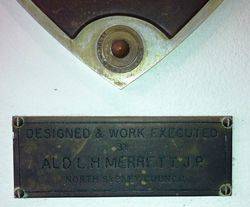 DESIGNED & WORK EXECUTED
BY
ALD. L. H. MERRETT. J.P.
NORTH SYDNEY COUNCIL